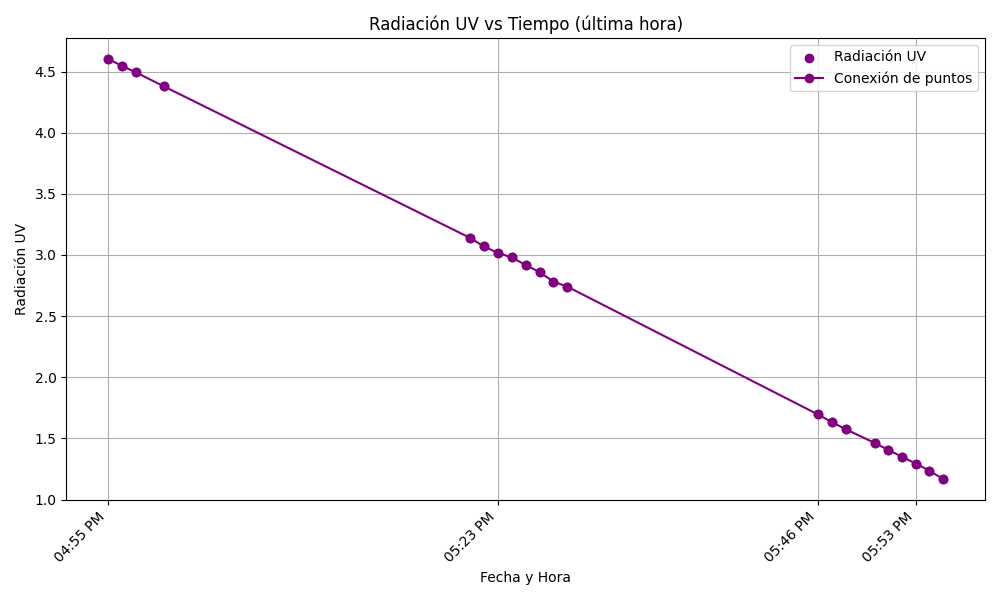 Radiación UV vs Tiempo (última hora)
Radiación UV
Conexión de puntos
4.5
4.0
3.5
3.0
2.5
2.0
1.5
1.0
Radiación UV
04:55 PM
05:23 PM
05:46 PM
05:53 PM
Fecha y Hora